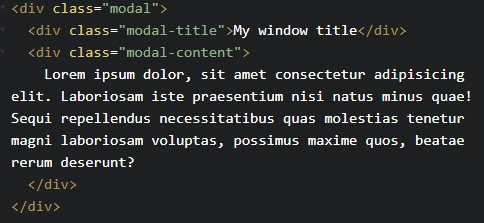 <div class="modal">
<div class="modal-title">My window title</div>
<div class="modal-content">
Lorem ipsum dolor, sit amet consectetur adipisicing
elit. Laboriosam iste praesentium nisi natus minus quae!
Sequi repellendus necessitatibus quas molestias tenetur
magni laboriosam voluptas, possimus maxime quos, beatae
rerum deserunt?
</div>
</div>